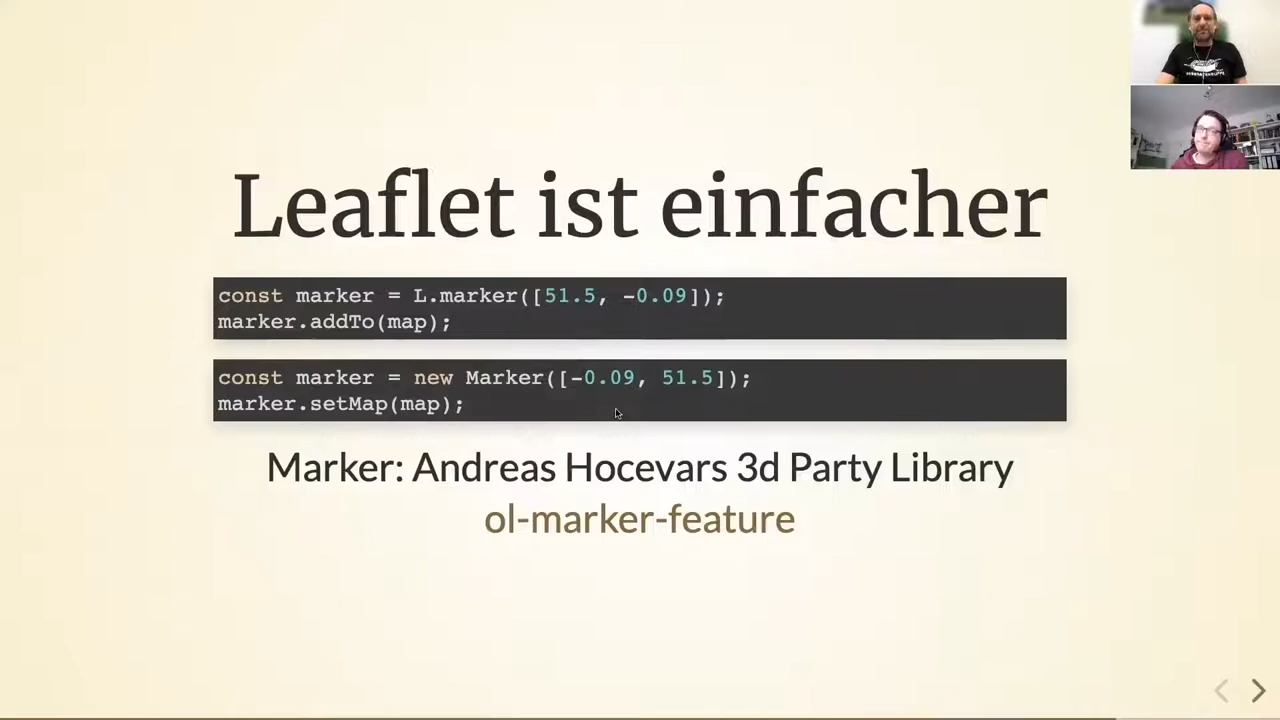 Leaflet ist einfacher
const marker = L.marker([51.5, -0.09]);
marker.addTo(map);
const marker = new Marker([-0.09, 51.5]);
marker.setMap(map);
Marker: Andreas Hocevars 3d Party Library
ol-marker-feature